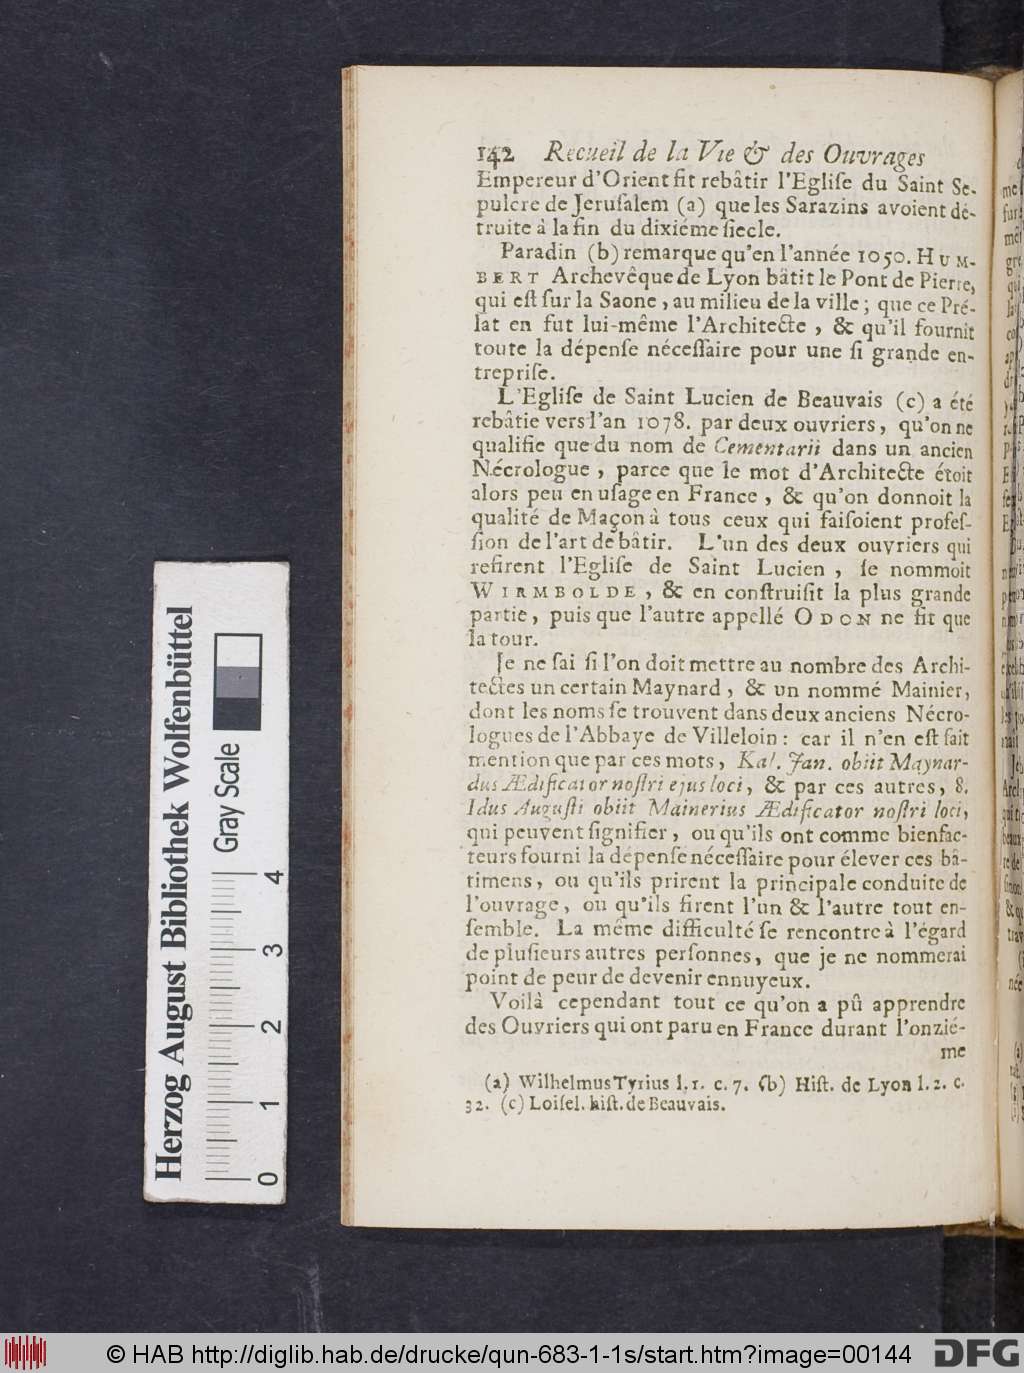 142 Recueil de la Vie & des Ouvrages
Empereur d'Orient fit rebâtir l'Egliſe du Saint Se-
pulcre de Jeruſalem (a) que les Sarazins avoient dé-
truite à la fin du dixiéme ſiecle.
Paradin (b) remarque qu'en l'année 1050. HUM-
BERT Archevêque de Lyon bâtit le Pont de Pierre,
qui eſt ſur la Saone, au milieu de la ville; que ce Pré-
lat en fut lui-même l'Architecte, & qu'il fournit
toute la dépenſe néceſſaire pour une ſi grande en-
trepriſe.
L'Egliſe de Saint Lucien de Beauvais (c) a été
rebâtie vers l'an 1078. par deux ouvriers, qu'on ne
qualifie que du nom de Cementarii dans un ancien
Nécrologue, parce que le mot d'Architecte étoit
alors peu en uſage en France, & qu'on donnoit la
qualité de Maçon à tous ceux qui faiſoient profeſ-
ſion de l'art de bâtir. L'un des deux ouvriers qui
refirent l'Egliſe de Saint Lucien, ſe nommoit
WIRMBOLDE, & en conſtruiſit la plus grande
partie, puis que l'autre appellé ODON ne fit que
la tour.
Je ne ſai ſi l'on doit mettre au nombre des Archi-
tectes un certain Maynard, & un nommé Mainier,
dont les noms ſe trouvent dans deux anciens Nécro-
logues de l'Abbaye de Villeloin: car il n'en eſt fait
mention que par ces mots, Kal. Jan. obiit Maynar-
dus Ædificator noſtri ejus loci, & par ces autres, 8.
Idus Auguſti obiit Mainerius Ædificator noſtri loci,
qui peuvent ſignifier, ou qu'ils ont comme bienfac-
teurs fourni la dépenſe néceſſaire pour élever ces bâ-
timens, ou qu'ils prirent la principale conduite de
l'ouvrage, ou qu'ils firent l'un & l'autre tout en-
ſemble. La même difficulté ſe rencontre à l'égard
de pluſieurs autres perſonnes, que je ne nommerai
point de peur de devenir ennuyeux.
Voilà cependant tout ce qu'on a pû apprendre
des Ouvriers qui ont paru en France durant l'onzié-
me
(a) Wilhelmus Tyrius l. 1. c. 7. (b) Hiſt. de Lyon l. 2. c.
32. (c) Loiſel. hiſt. de Beauvais.
Herzog August Bibliothek Wolfenbüttel
Gray Scale
0 1 2 3 4
© HAB http://diglib.hab.de/drucke/qun-683-1-1s/start.htm?image=00144
DFG